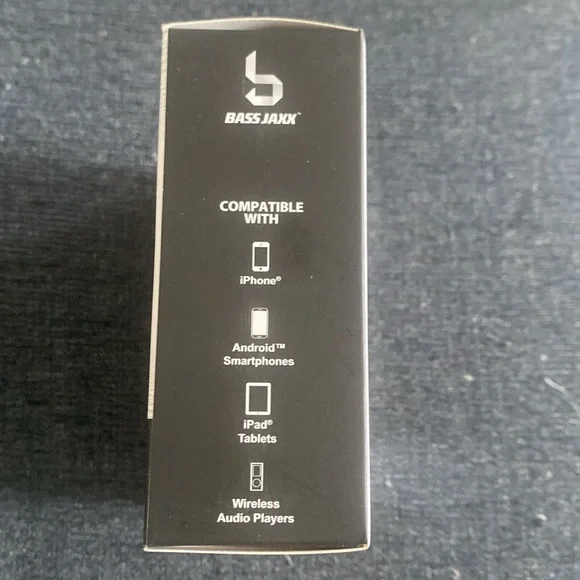 BASS JAXX™
COMPATIBLE
WITH
iPhone®
Android™
Smartphones
iPad®
Tablets
Wireless
Audio Players